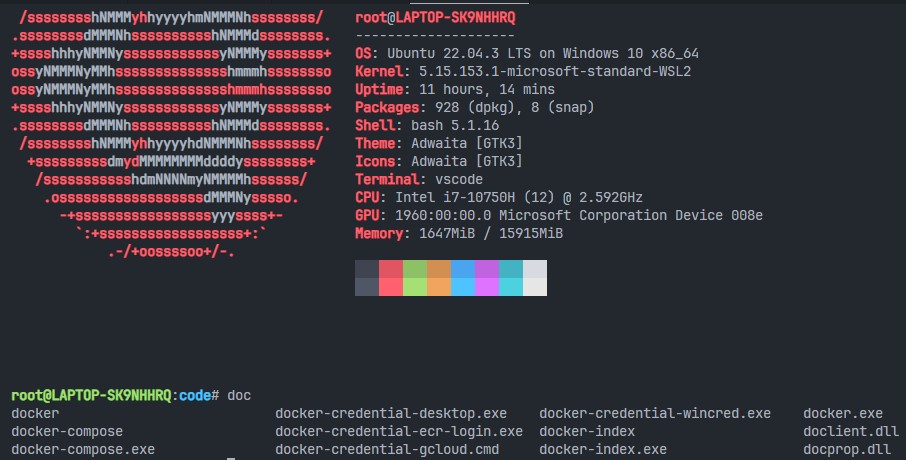 /ssssssssshNMMMyhhyyyyhmNMMMNhssssssss/
root@LAPTOP-SK9NHHRQ
.ssssssssdMMMNhsssssssssshNMMMdssssssss.
--------------------
+sssshhhyNMMNyssssssssssssyNMMMysssssss+
OS: Ubuntu 22.04.3 LTS on Windows 10 x86_64
ossyNMMMNyMMhsssssssssssssshmmmhssssssso
Kernel: 5.15.153.1-microsoft-standard-WSL2
ossyNMMMNyMMhsssssssssssssshmmmhssssssso
Uptime: 11 hours, 14 mins
+sssshhhyNMMNyssssssssssssyNMMMysssssss+
Packages: 928 (dpkg), 8 (snap)
.ssssssssdMMMNhsssssssssshNMMMdssssssss.
Shell: bash 5.1.16
/sssssssshNMMMyhhyyyyhdNMMMNhssssssss/
Theme: Adwaita [GTK3]
+sssssssssdmydMMMMMMMMddddyssssssss+
Icons: Adwaita [GTK3]
/ssssssssssshdmNNNNmyNMMMMhssssss/
Terminal: vscode
.ossssssssssssssssssdMMMNysssso.
CPU: Intel i7-10750H (12) @ 2.592GHz
-+sssssssssssssssssyyyssss+-
GPU: 1960:00:00.0 Microsoft Corporation Device 008e
`:+ssssssssssssssssss+:`
Memory: 1647MiB / 15915MiB
.-/+oossssoo+/-.
root@LAPTOP-SK9NHHRQ:code# doc
docker docker-credential-desktop.exe docker-credential-wincred.exe docker.exe
docker-compose docker-credential-ecr-login.exe docker-index doclient.dll
docker-compose.exe docker-credential-gcloud.cmd docker-index.exe docprop.dll